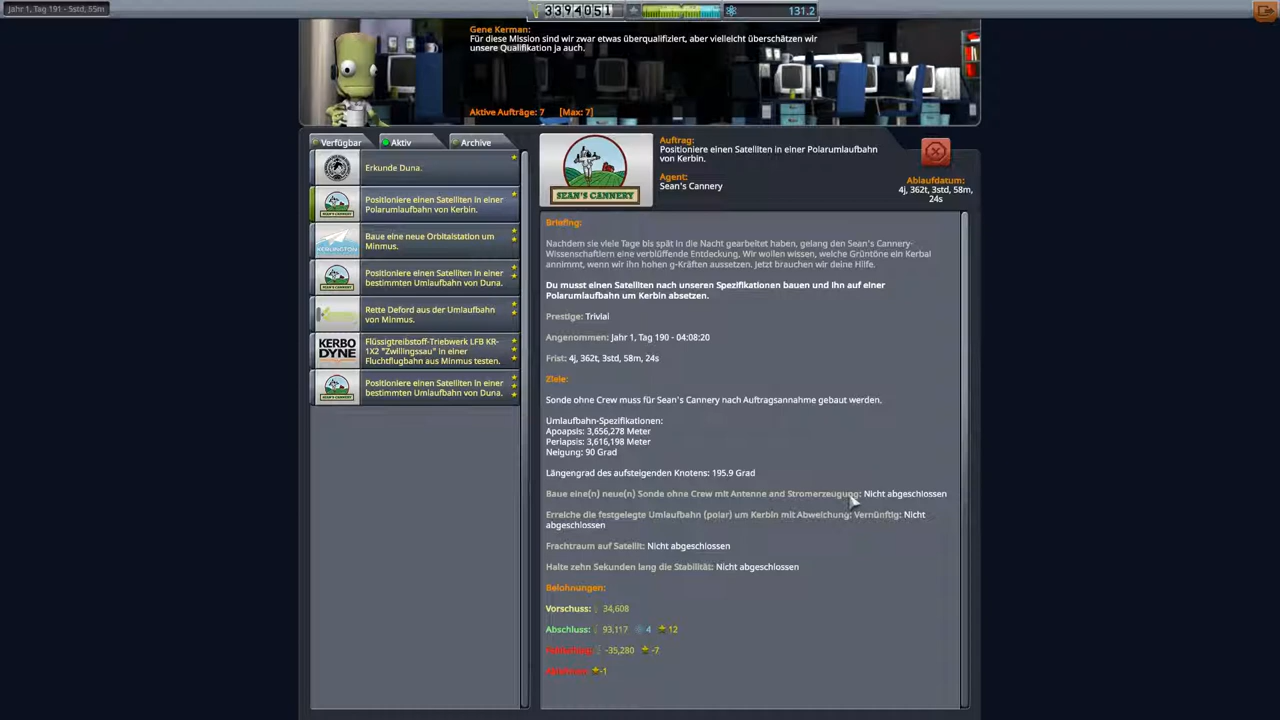 Jahr 1, Tag 191 - 5std, 55m
3394051
131.2
Gene Kerman:
Für diese Mission sind wir zwar etwas überqualifiziert, aber vielleicht überschätzen wir
unsere Qualifikation ja auch.
Aktive Aufträge: 7 [Max: 7]
Verfügbar
Aktiv
Archive
Erkunde Duna.
Positioniere einen Satelliten in einer
Polarumlaufbahn von Kerbin.
KERLINGTON
Baue eine neue Orbitalstation um
Minmus.
Positioniere einen Satelliten in einer
bestimmten Umlaufbahn von Duna.
Rette Deford aus der Umlaufbahn
von Minmus.
KERBO
DYNE
Flüssigtreibstoff-Triebwerk LFB KR-
1X2 "Zwillingssau" in einer
Fluchtflugbahn aus Minmus testen.
Positioniere einen Satelliten in einer
bestimmten Umlaufbahn von Duna.
SEAN'S CANNERY
Auftrag:
Positioniere einen Satelliten in einer Polarumlaufbahn
von Kerbin.
Agent:
Sean's Cannery
Ablaufdatum:
4j, 362t, 3std, 58m,
24s
Briefing:
Nachdem sie viele Tage bis spät in die Nacht gearbeitet haben, gelang den Sean's Cannery-
Wissenschaftlern eine verblüffende Entdeckung. Wir wollen wissen, welche Grüntöne ein Kerbal
annimmt, wenn wir ihn hohen g-Kräften aussetzen. Jetzt brauchen wir deine Hilfe.
Du musst einen Satelliten nach unseren Spezifikationen bauen und ihn auf einer
Polarumlaufbahn um Kerbin absetzen.
Prestige: Trivial
Angenommen: Jahr 1, Tag 190 - 04:08:20
Frist: 4j, 362t, 3std, 58m, 24s
Ziele:
Sonde ohne Crew muss für Sean's Cannery nach Auftragsannahme gebaut werden.
Umlaufbahn-Spezifikationen:
Apoapsis: 3,656,278 Meter
Periapsis: 3,616,198 Meter
Neigung: 90 Grad
Längengrad des aufsteigenden Knotens: 195.9 Grad
Baue eine(n) neue(n) Sonde ohne Crew mit Antenne and Stromerzeugung: Nicht abgeschlossen
Erreiche die festgelegte Umlaufbahn (polar) um Kerbin mit Abweichung: Vernünftig: Nicht
abgeschlossen
Frachtraum auf Satellit: Nicht abgeschlossen
Halte zehn Sekunden lang die Stabilität: Nicht abgeschlossen
Belohnungen:
Vorschuss: 34,608
Abschluss: 93,117 4 12
-35,280 -7
-1